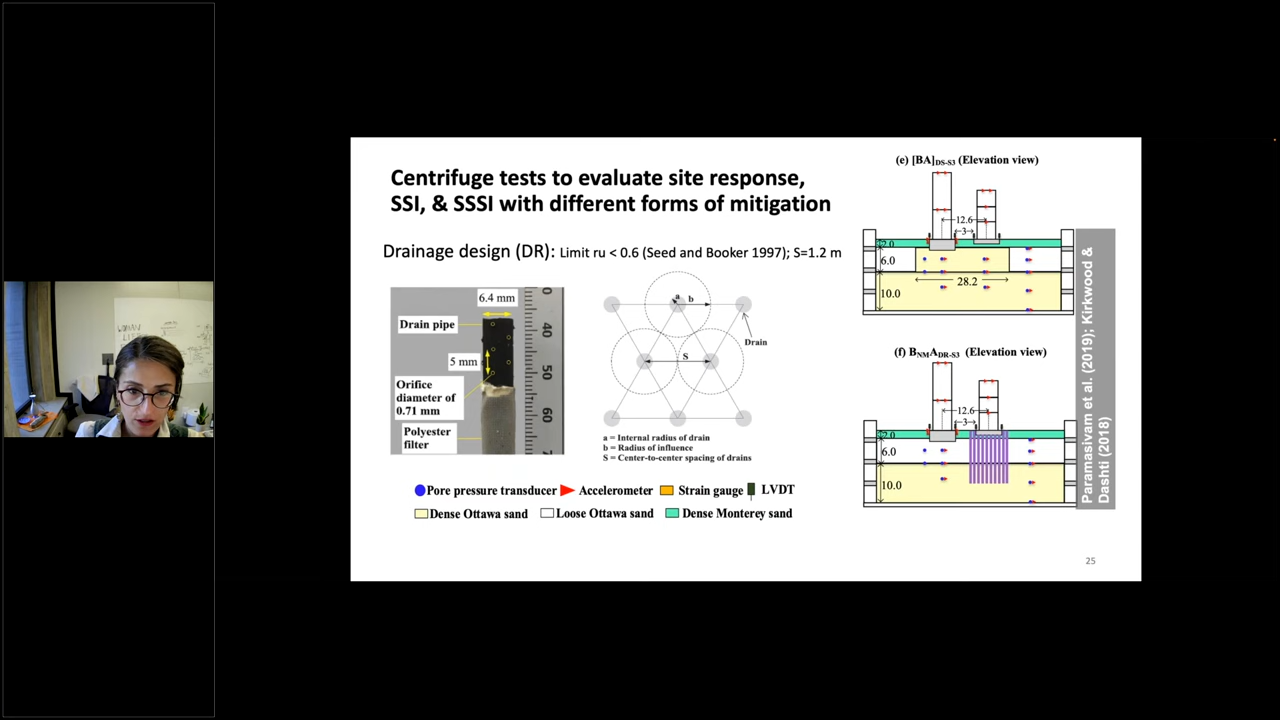 Centrifuge tests to evaluate site response,
SSI, & SSSI with different forms of mitigation
Drainage design (DR): Limit ru < 0.6 (Seed and Booker 1997); S=1.2 m
6.4 mm
Drain pipe
5 mm
Orifice
diameter of
0.71 mm
Polyester
filter
0
40
50
60
a
b
S
Drain
a = Internal radius of drain
b = Radius of influence
S = Center-to-center spacing of drains
Pore pressure transducer Accelerometer Strain gauge LVDT
Dense Ottawa sand Loose Ottawa sand Dense Monterey sand
(e) [BA]DS-S3 (Elevation view)
12.6
3
2.0
6.0
28.2
10.0
(f) BNMADR-S3 (Elevation view)
12.6
3
2.0
6.0
10.0
Paramasivam et al. (2019); Kirkwood &
Dashti (2018)
25